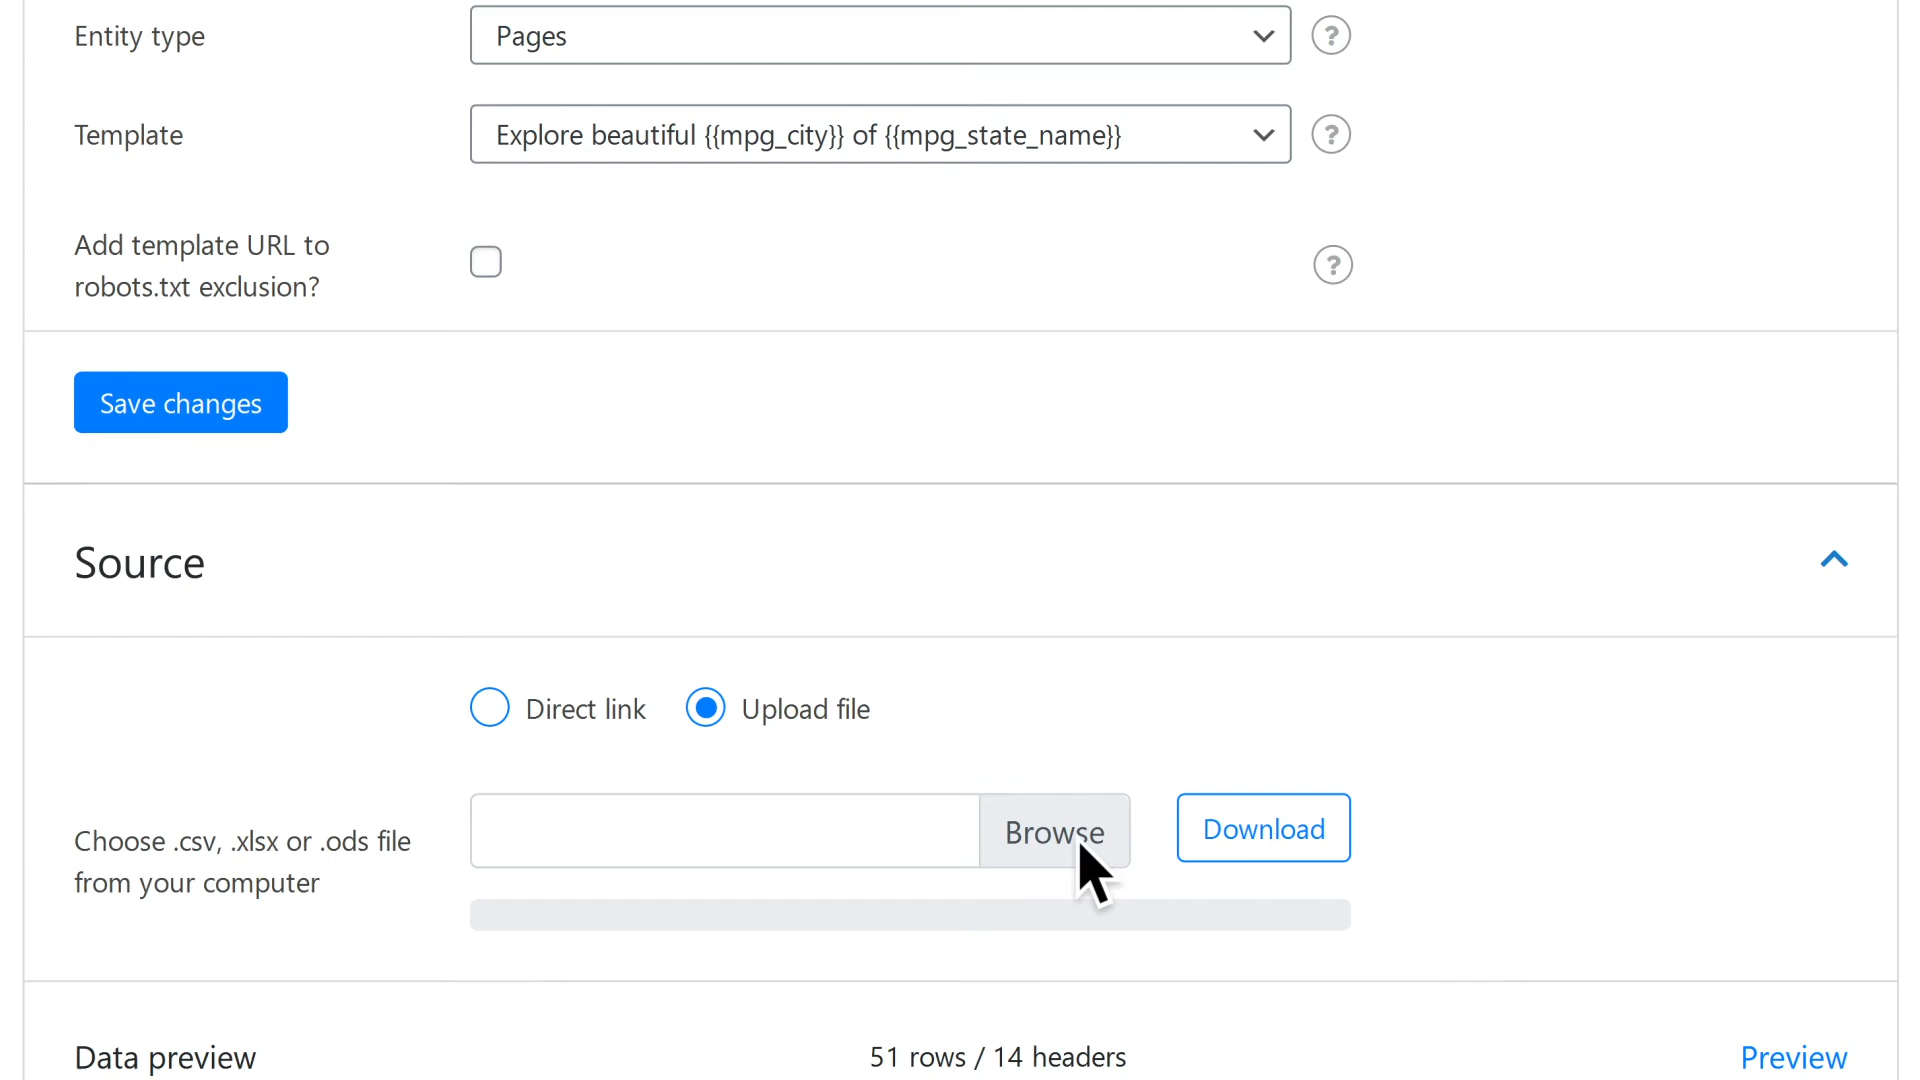 Entity type
Pages
?
Template
Explore beautiful {{mpg_city}} of {{mpg_state_name}}
?
Add template URL to
robots.txt exclusion?
?
Save changes
Source
Direct link
Upload file
Choose .csv, .xlsx or .ods file
from your computer
Browse
Download
Data preview
51 rows / 14 headers
Preview